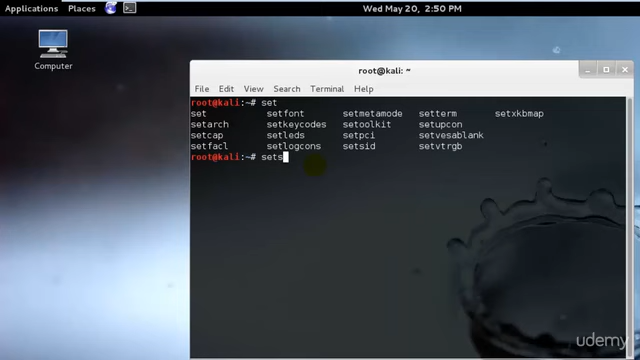 Applications Places Wed May 20, 2:50 PM
Computer
root@kali: ~
File Edit View Search Terminal Help
root@kali:~# set
set setfont setmetamode setterm setxkbmap
setarch setkeycodes setoolkit setupcon
setcap setleds setpci setvesablank
setfacl setlogcons setsid setvtrgb
root@kali:~# sets
udemy